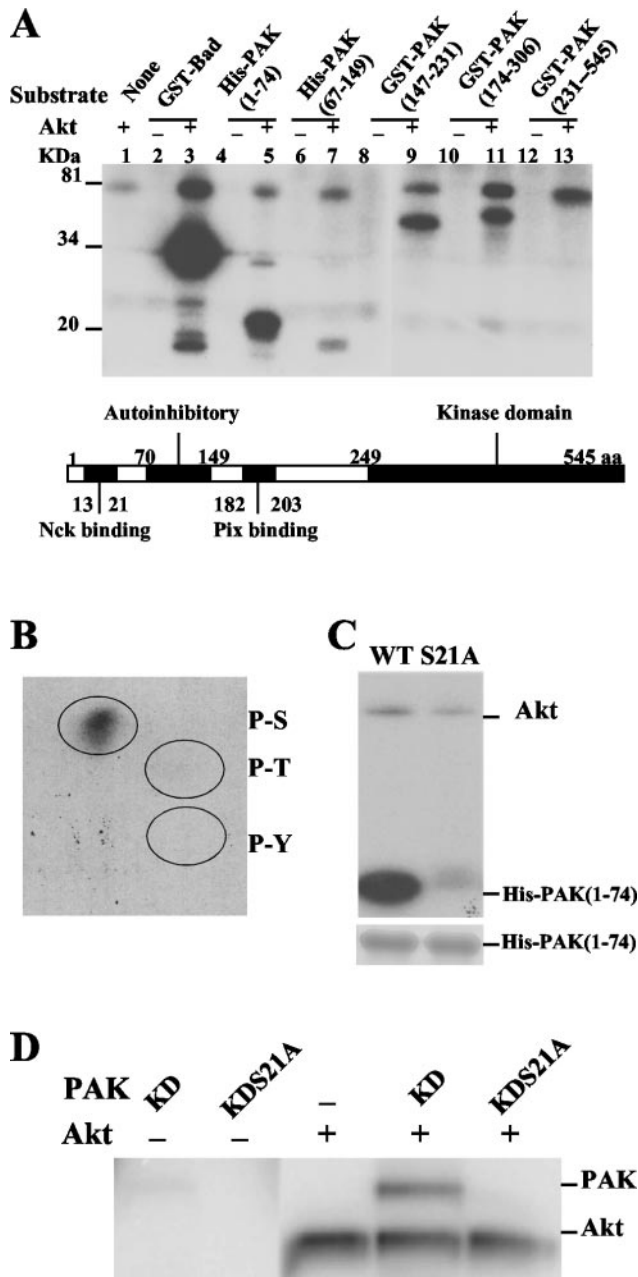 A
Substrate None GST-Bad His-PAK (1-74) His-PAK (67-149) GST-PAK (147-231) GST-PAK (174-306) GST-PAK (231–545)
Akt + − + − + − + − + − + − +
KDa 1 2 3 4 5 6 7 8 9 10 11 12 13
81
34
20
Autoinhibitory Kinase domain
1 70 149 249 545 aa
13 21 182 203
Nck binding Pix binding
B
P-S
P-T
P-Y
C
WT S21A
Akt
His-PAK(1-74)
His-PAK(1-74)
D
PAK KD KDS21A − KD KDS21A
Akt − − + + +
PAK
Akt